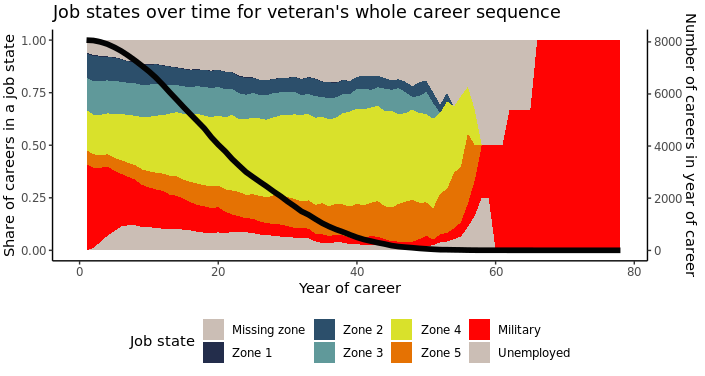 Job states over time for veteran's whole career sequence
Share of careers in a job state
1.00
0.75
0.50
0.25
0.00
8000
6000
4000
2000
0
Number of careers in year of career
0
20
40
60
80
Year of career
Job state
Missing zone
Zone 1
Zone 2
Zone 3
Zone 4
Zone 5
Military
Unemployed